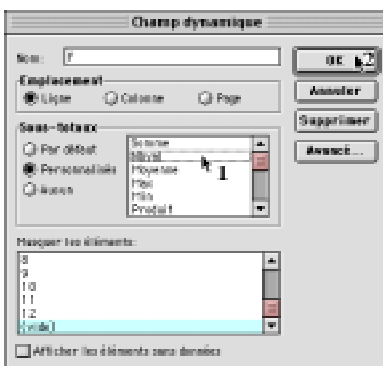 Champ dynamique
Nom:
OK 2
Emplacement
Ligne Colonne Page
Annuler
Supprimer
Sous-totaux
Par défaut
Personnalisés
Aucun
Somme
Moyenne
Max
Min
Produit
1
Avancé...
Masquer les éléments:
8
9
10
11
12
(vide)
Afficher les éléments sans données